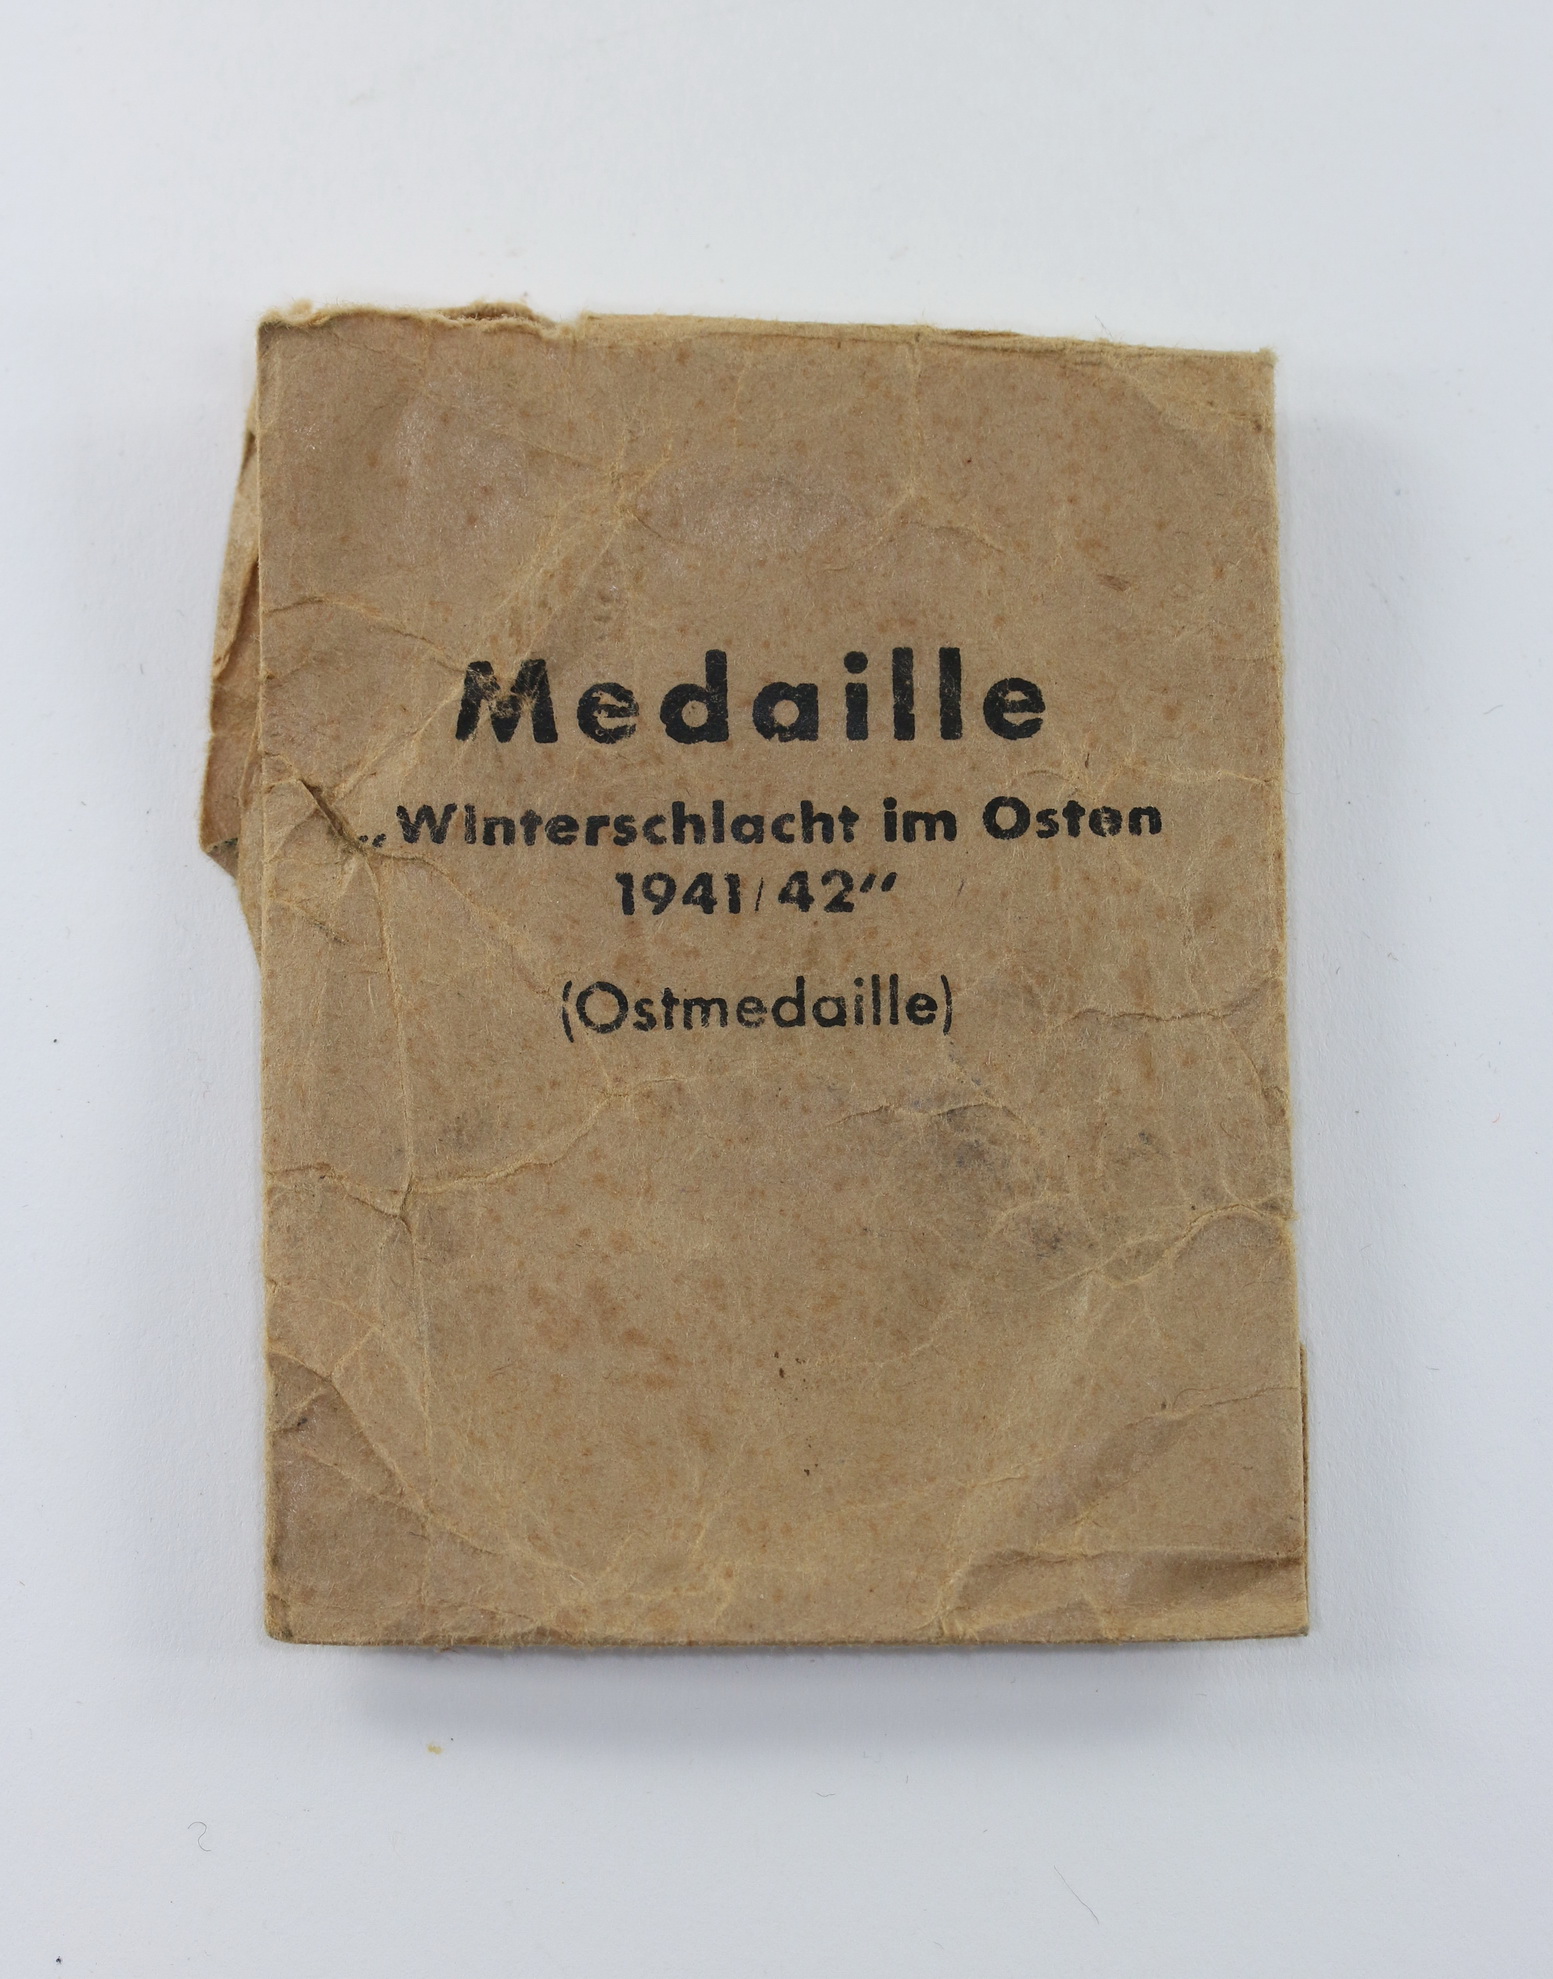 Medaille
„Winterschlacht im Osten
1941/42“
(Ostmedaille)